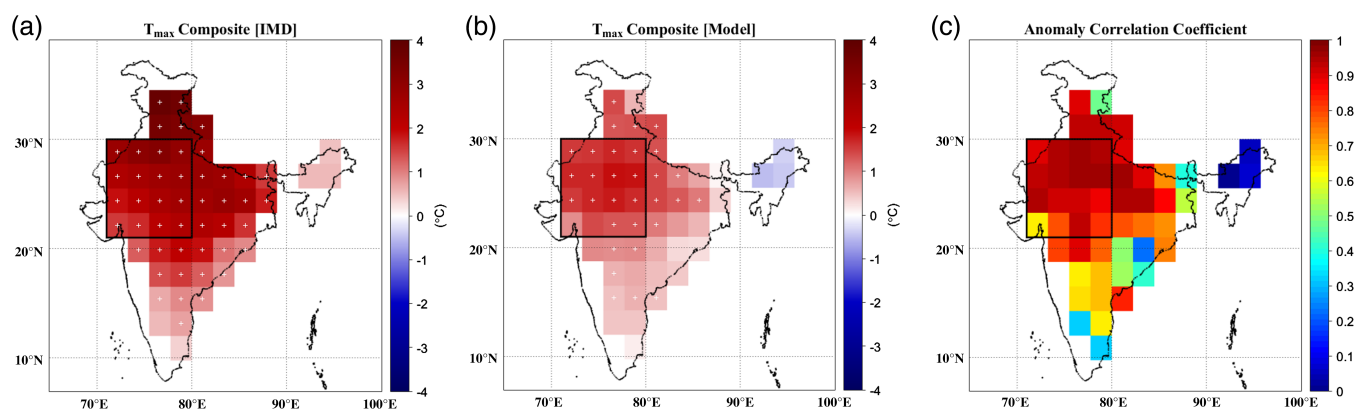 (a)
T_max Composite [IMD]
30°N
20°N
10°N
70°E 80°E 90°E 100°E
4
3
2
1
0
-1
-2
-3
-4
(°C)
(b)
T_max Composite [Model]
30°N
20°N
10°N
70°E 80°E 90°E 100°E
4
3
2
1
0
-1
-2
-3
-4
(°C)
(c)
Anomaly Correlation Coefficient
30°N
20°N
10°N
70°E 80°E 90°E 100°E
1
0.9
0.8
0.7
0.6
0.5
0.4
0.3
0.2
0.1
0